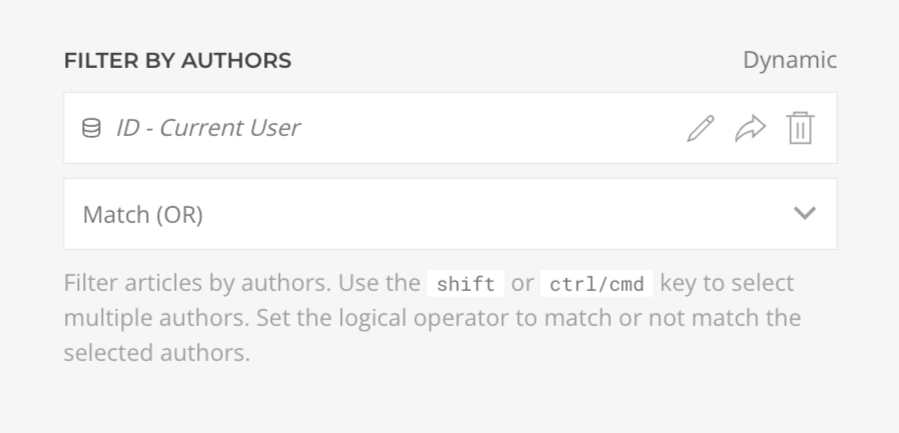 FILTER BY AUTHORS Dynamic
ID - Current User
Match (OR)
Filter articles by authors. Use the shift or ctrl/cmd key to select
multiple authors. Set the logical operator to match or not match the
selected authors.